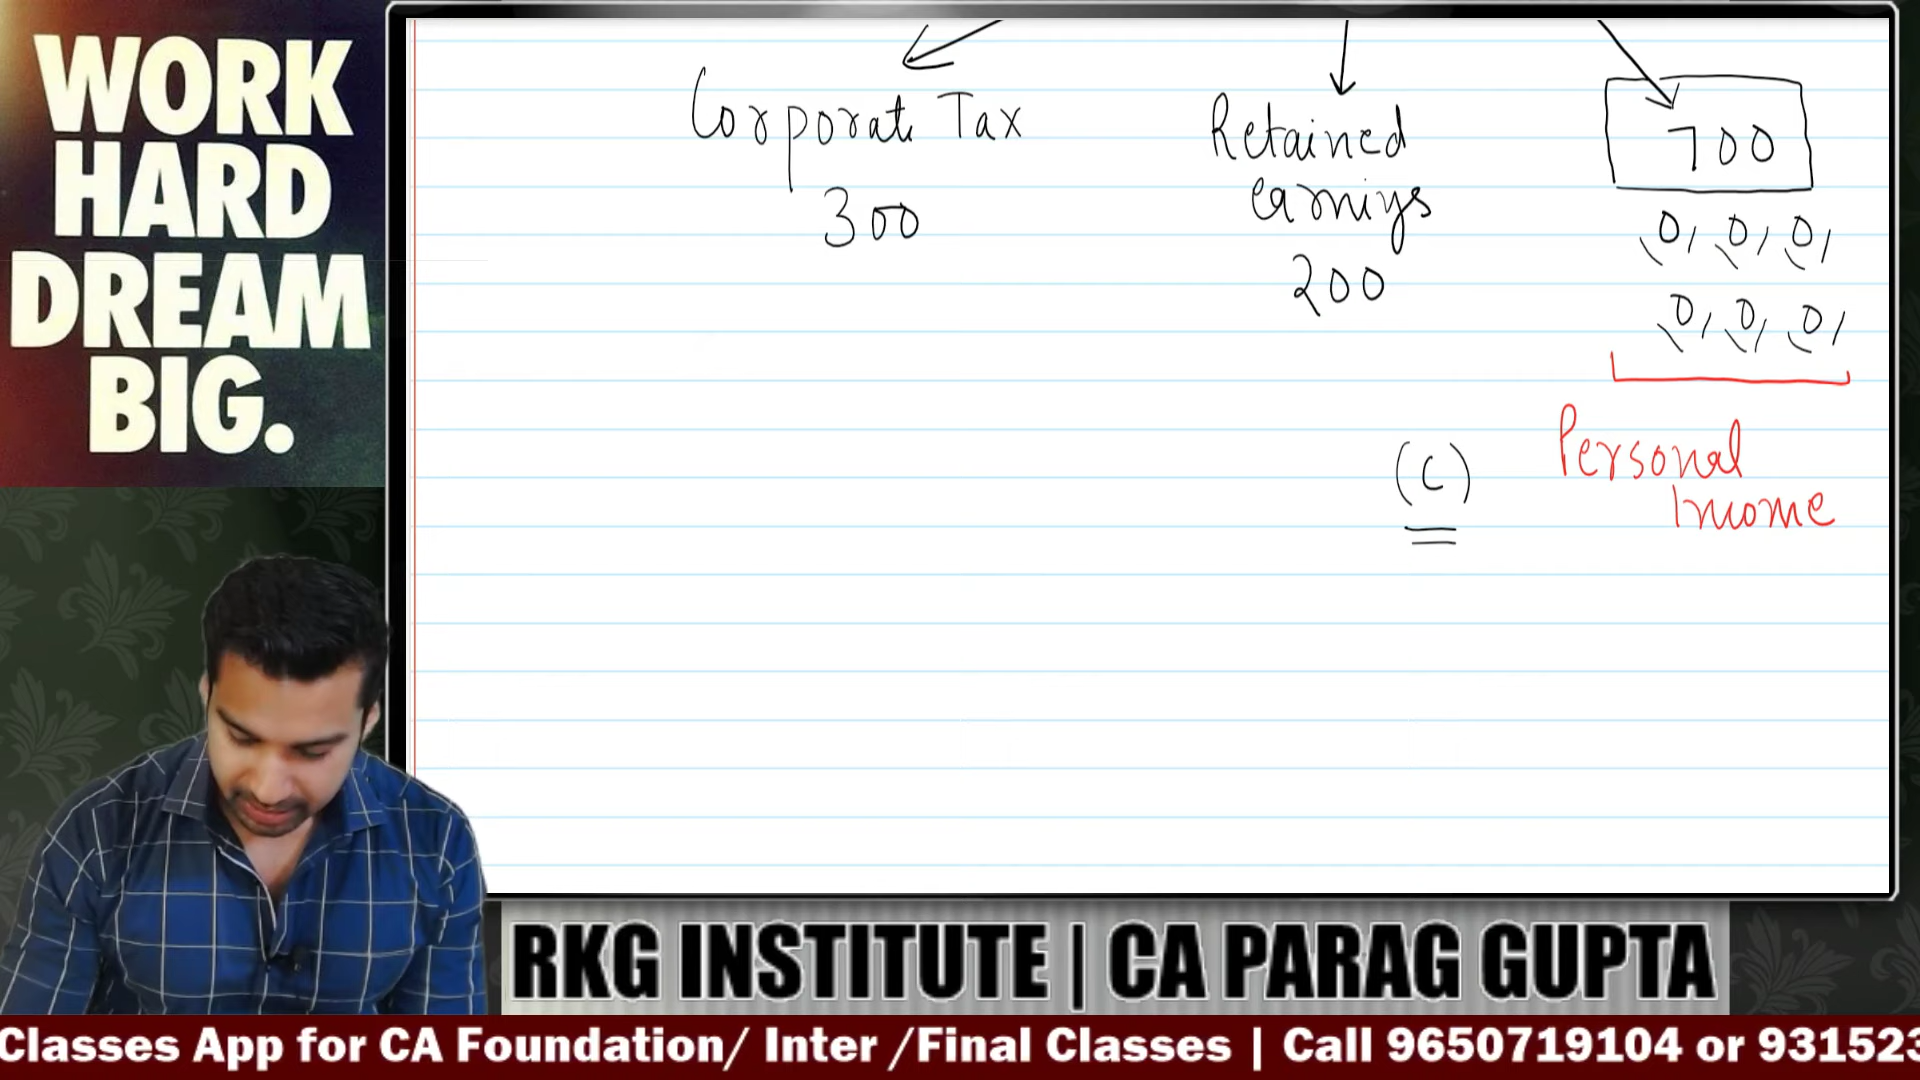 WORK
HARD
DREAM
BIG.
Corporate Tax
300
Retained
earnings
200
700
(C)
Personal
Income
RKG INSTITUTE | CA PARAG GUPTA
Classes App for CA Foundation/ Inter /Final Classes | Call 9650719104 or 931523